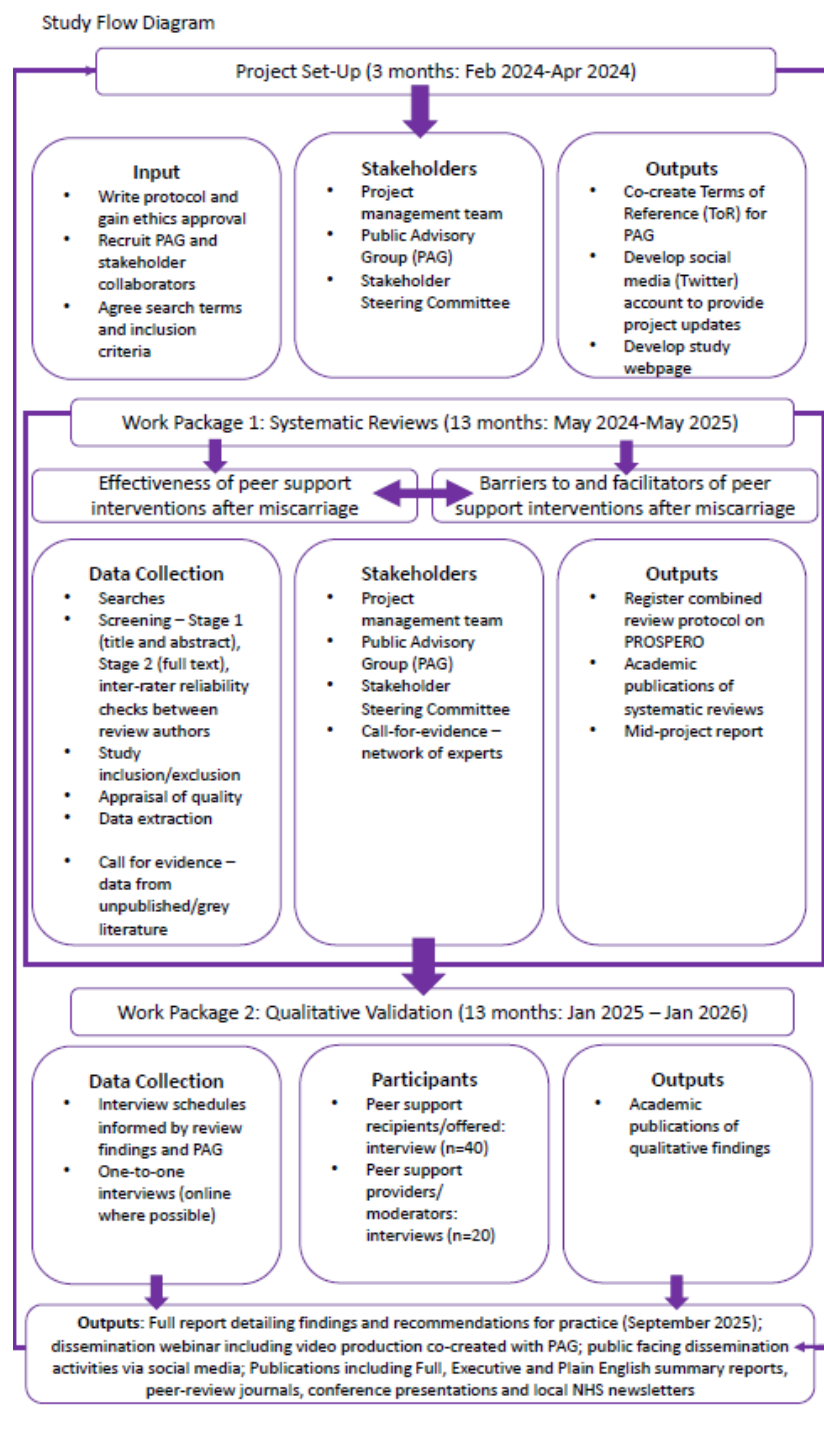 Study Flow Diagram
Project Set-Up (3 months: Feb 2024-Apr 2024)
Input
• Write protocol and
gain ethics approval
• Recruit PAG and
stakeholder
collaborators
• Agree search terms
and inclusion
criteria
Stakeholders
• Project
management team
• Public Advisory
Group (PAG)
• Stakeholder
Steering Committee
Outputs
• Co-create Terms of
Reference (ToR) for
PAG
• Develop social
media (Twitter)
account to provide
project updates
• Develop study
webpage
Work Package 1: Systematic Reviews (13 months: May 2024-May 2025)
Effectiveness of peer support
interventions after miscarriage
Barriers to and facilitators of peer
support interventions after miscarriage
Data Collection
• Searches
• Screening – Stage 1
(title and abstract),
Stage 2 (full text),
inter-rater reliability
checks between
review authors
• Study
inclusion/exclusion
• Appraisal of quality
• Data extraction
• Call for evidence –
data from
unpublished/grey
literature
Stakeholders
• Project
management team
• Public Advisory
Group (PAG)
• Stakeholder
Steering Committee
• Call-for-evidence –
network of experts
Outputs
• Register combined
review protocol on
PROSPERO
• Academic
publications of
systematic reviews
• Mid-project report
Work Package 2: Qualitative Validation (13 months: Jan 2025 – Jan 2026)
Data Collection
• Interview schedules
informed by review
findings and PAG
• One-to-one
interviews (online
where possible)
Participants
• Peer support
recipients/offered:
interview (n=40)
• Peer support
providers/
moderators:
interviews (n=20)
Outputs
• Academic
publications of
qualitative findings
Outputs: Full report detailing findings and recommendations for practice (September 2025);
dissemination webinar including video production co-created with PAG; public facing dissemination
activities via social media; Publications including Full, Executive and Plain English summary reports,
peer-review journals, conference presentations and local NHS newsletters